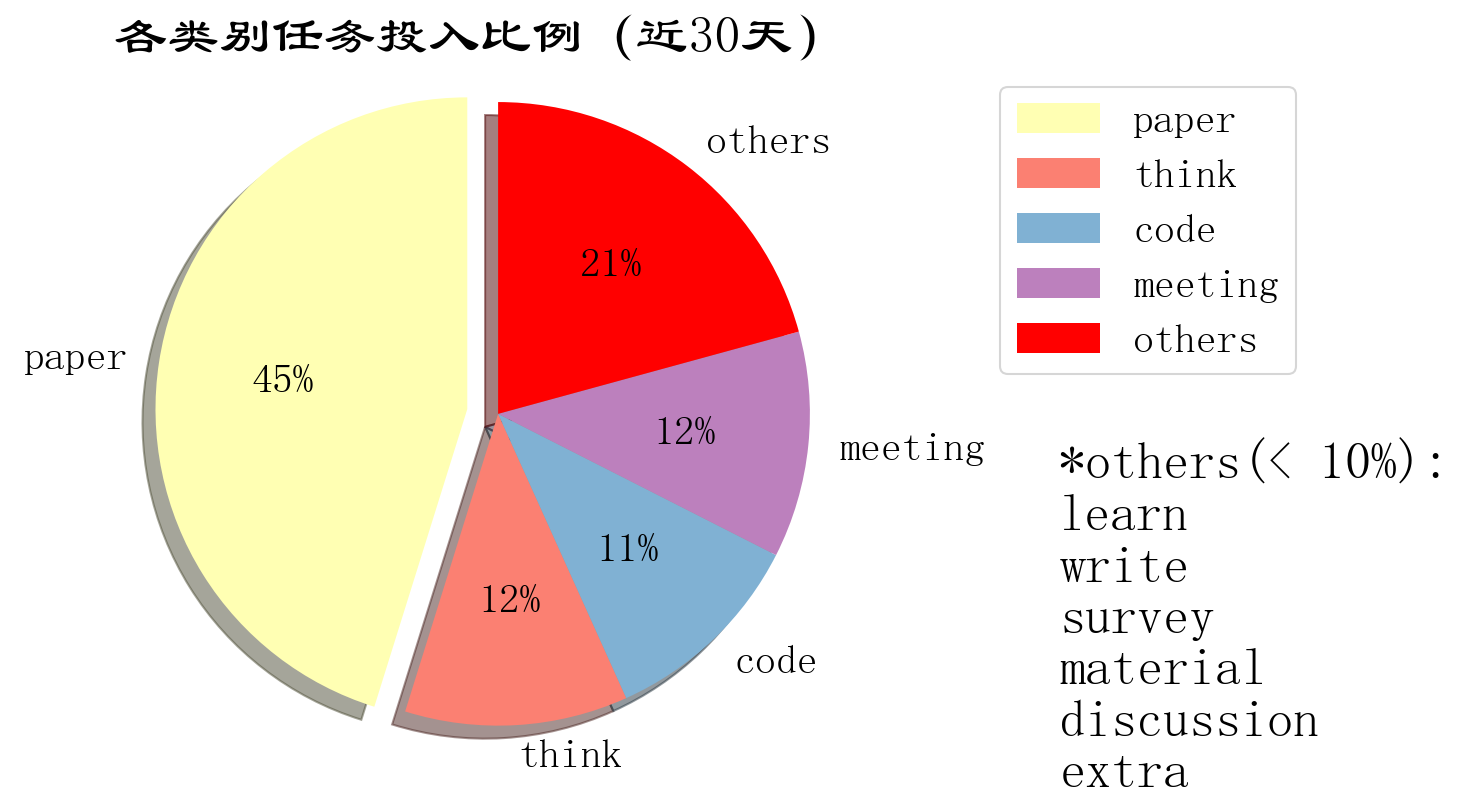 各类别任务投入比例（近30天）
others
21%
paper
45%
12%
meeting
11%
12%
code
think
paper
think
code
meeting
others
*others(< 10%):
learn
write
survey
material
discussion
extra